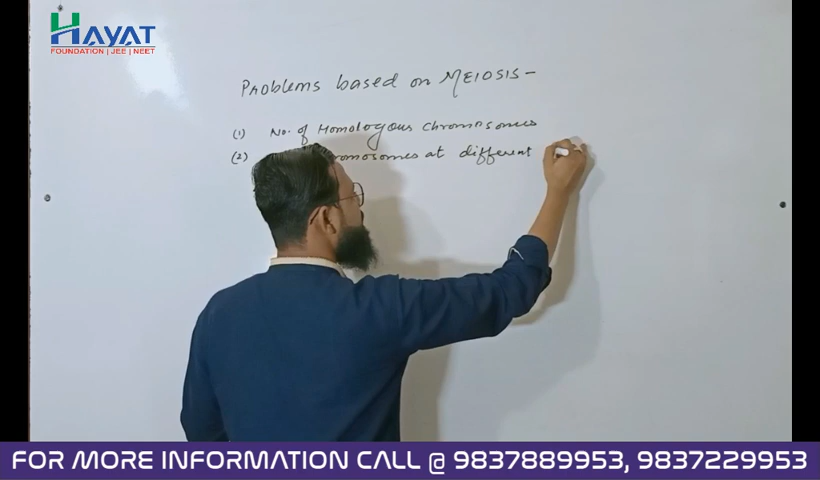 HAYAT
FOUNDATION | JEE | NEET
Problems based on MEIOSIS -
(1) No. of Homologous chromosomes
(2) romosomes at different
FOR MORE INFORMATION CALL @ 9837889953, 9837229953